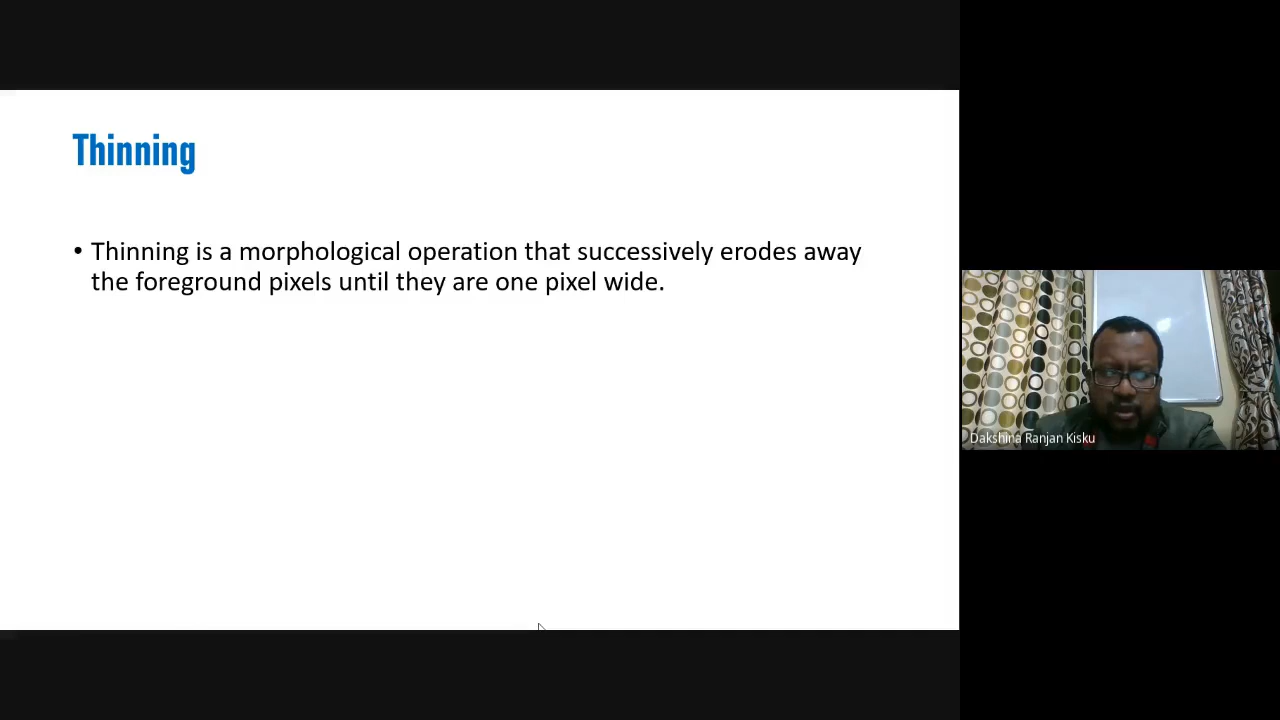 Thinning
• Thinning is a morphological operation that successively erodes away
the foreground pixels until they are one pixel wide.
Dakshina Ranjan Kisku